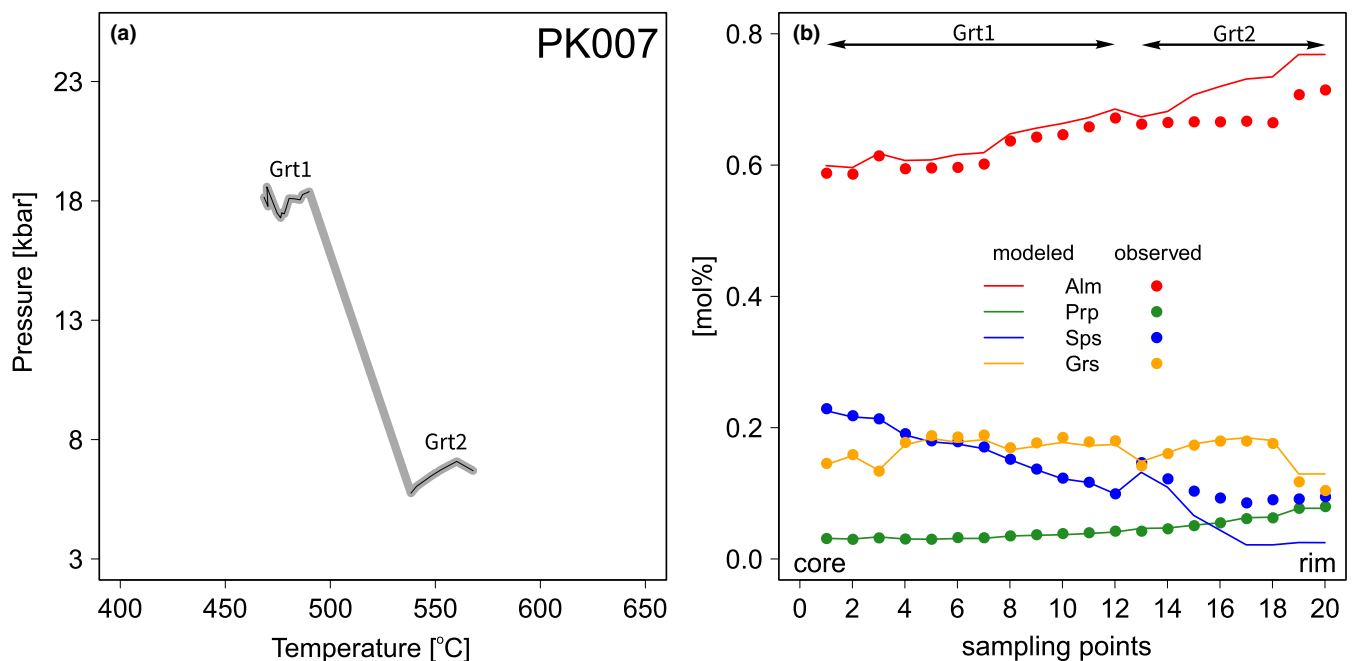 (a)
PK007
Grt1
Grt2
23
18
13
8
3
400 450 500 550 600 650
Pressure [kbar]
Temperature [°C]
(b)
Grt1 Grt2
0.8
0.6
0.4
0.2
0.0
[mol%]
modeled observed
Alm
Prp
Sps
Grs
core rim
0 2 4 6 8 10 12 14 16 18 20
sampling points